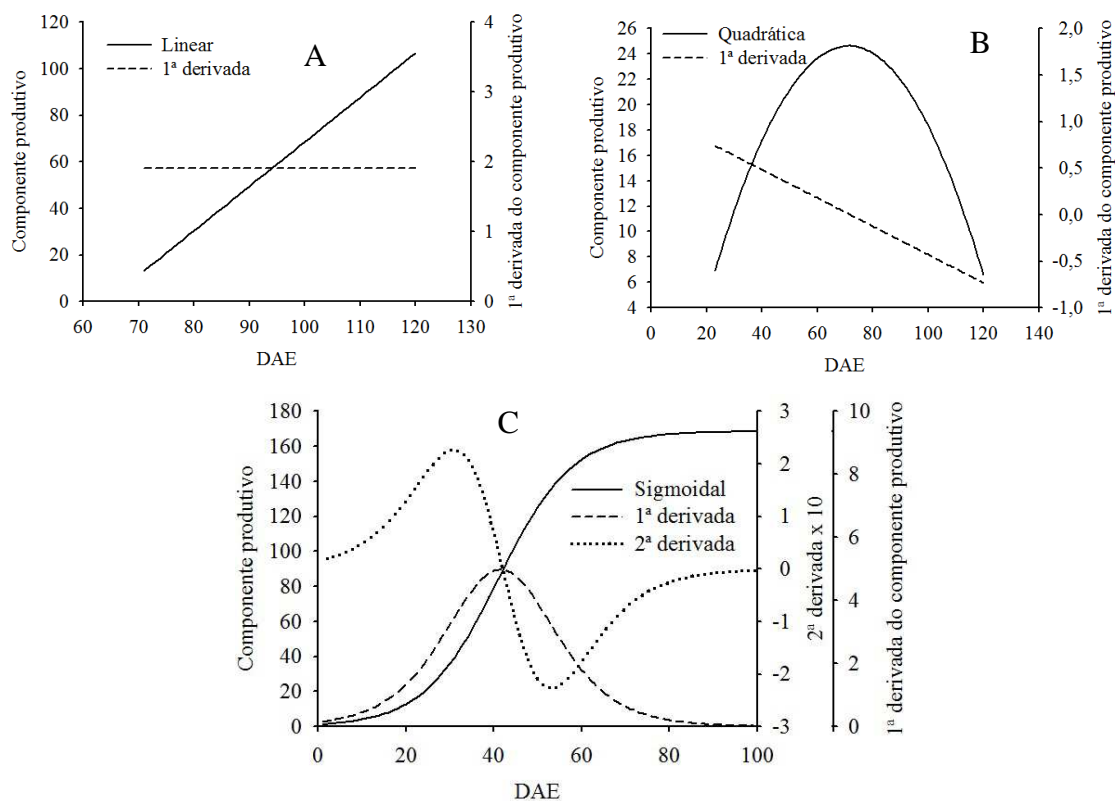 A
Linear
1ª derivada
Componente produtivo
120
100
80
60
40
20
0
4
3
2
1
0
1ª derivada do componente produtivo
60 70 80 90 100 110 120 130
DAE
B
Quadrática
1ª derivada
Componente produtivo
26
24
22
20
18
16
14
12
10
8
6
4
2,0
1,5
1,0
0,5
0,0
-0,5
-1,0
1ª derivada do componente produtivo
0 20 40 60 80 100 120 140
DAE
C
Sigmoidal
1ª derivada
2ª derivada
Componente produtivo
180
160
140
120
100
80
60
40
20
0
3
2
1
0
-1
-2
-3
2ª derivada x 10
10
8
6
4
2
0
1ª derivada do componente produtivo
0 20 40 60 80 100
DAE